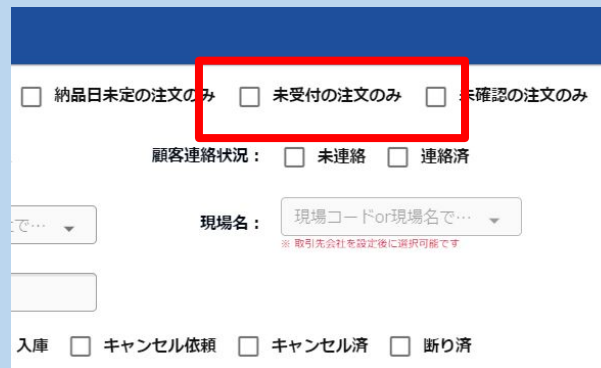 納品日未定の注文のみ 未受付の注文のみ 未確認の注文のみ
顧客連絡状況： 未連絡 連絡済
で… 現場名： 現場コードor現場名で…
※ 取引先会社を設定後に選択可能です
入庫 キャンセル依頼 キャンセル済 断り済